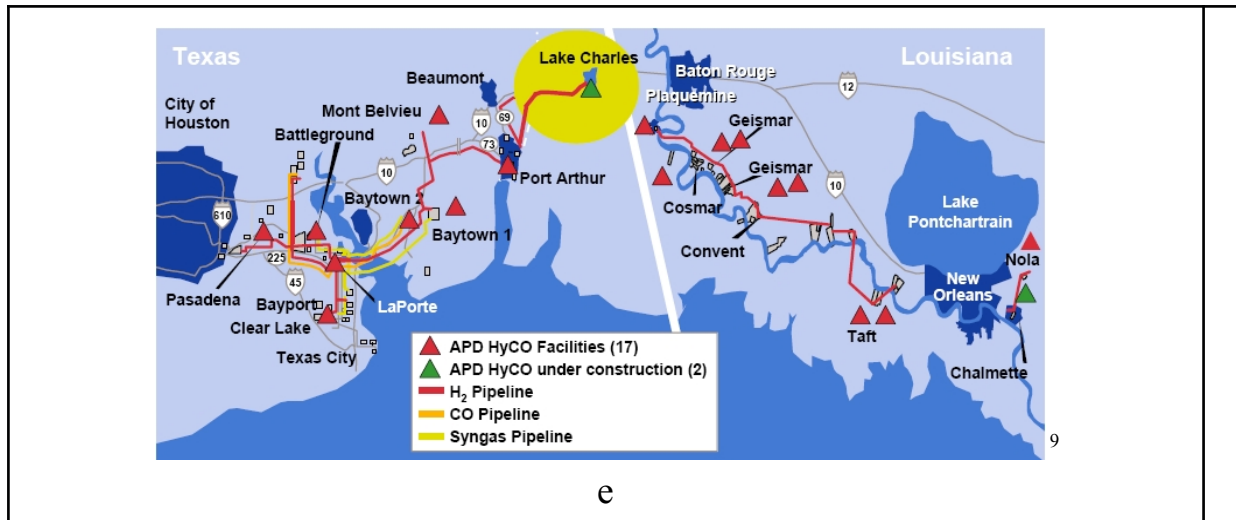 Texas
Louisiana
Lake Charles
Beaumont
Baton Rouge
Plaquemine
12
City of
Houston
Mont Belvieu
69
10
Battleground
73
Geismar
10
Port Arthur
Geismar
10
Baytown 2
Lake
Pontchartrain
610
Cosmar
Baytown 1
Convent
225
Nola
45
New
Orleans
Pasadena
LaPorte
Bayport
Clear Lake
Taft
Texas City
Chalmette
APD HyCO Facilities (17)
APD HyCO under construction (2)
H₂ Pipeline
CO Pipeline
Syngas Pipeline
9
e